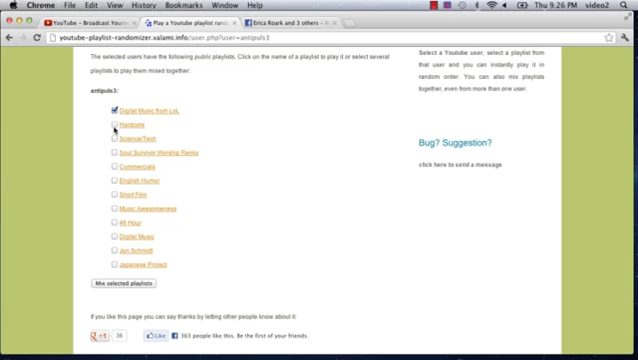 Chrome File Edit View History Bookmarks Window Help Thu 9:26 PM video2
YouTube - Broadcast Yours Play a Youtube playlist random Erica Roark and 3 others
youtube-playlist-randomizer.valami.info/user.php?user=antipuls3
The selected users have the following public playlists. Click on the name of a playlist to play it or select several
playlists to play them mixed together:
antipuls3:
Digital Music from LoL
Hardcore
Science/Tech
Soul Survivor Worship Remix
Commercials
English Humor
Short Film
Music Awesomeness
48 Hour
Digital Music
Jon Schmidt
Japanese Project
Mix selected playlists
If you like this page you can say thanks by letting other people know about it:
+1 36 Like 363 people like this. Be the first of your friends.
Select a Youtube user, select a playlist from
that user and you can instantly play it in
random order. You can also mix playlists
together, even from more than one user.
Bug? Suggestion?
click here to send a message